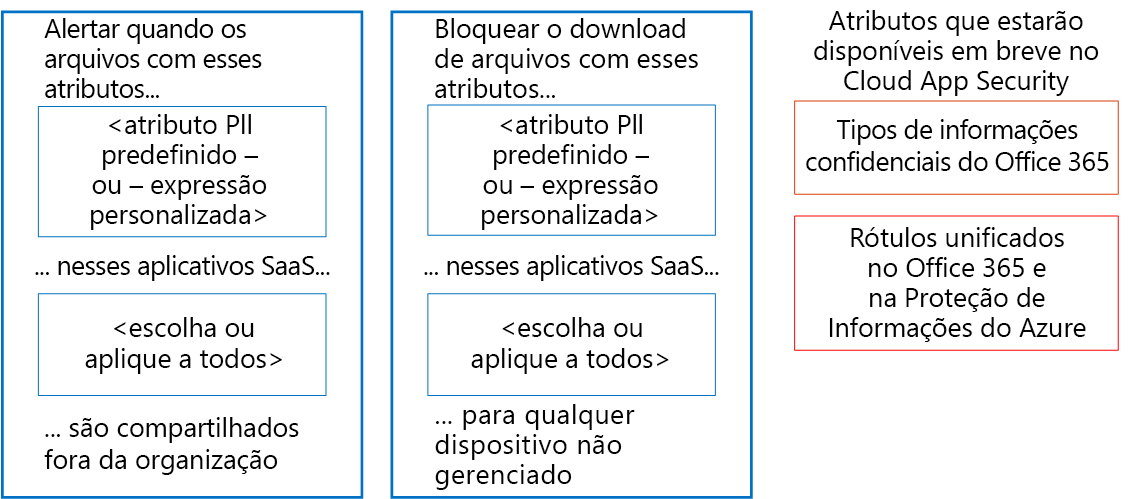 Alertar quando os
arquivos com esses
atributos...
<atributo Pll
predefinido –
ou – expressão
personalizada>
... nesses aplicativos SaaS...
<escolha ou
aplique a todos>
... são compartilhados
fora da organização
Bloquear o download
de arquivos com esses
atributos...
<atributo Pll
predefinido –
ou – expressão
personalizada>
... nesses aplicativos SaaS...
<escolha ou
aplique a todos>
... para qualquer
dispositivo não
gerenciado
Atributos que estarão
disponíveis em breve no
Cloud App Security
Tipos de informações
confidenciais do Office 365
Rótulos unificados
no Office 365 e
na Proteção de
Informações do Azure